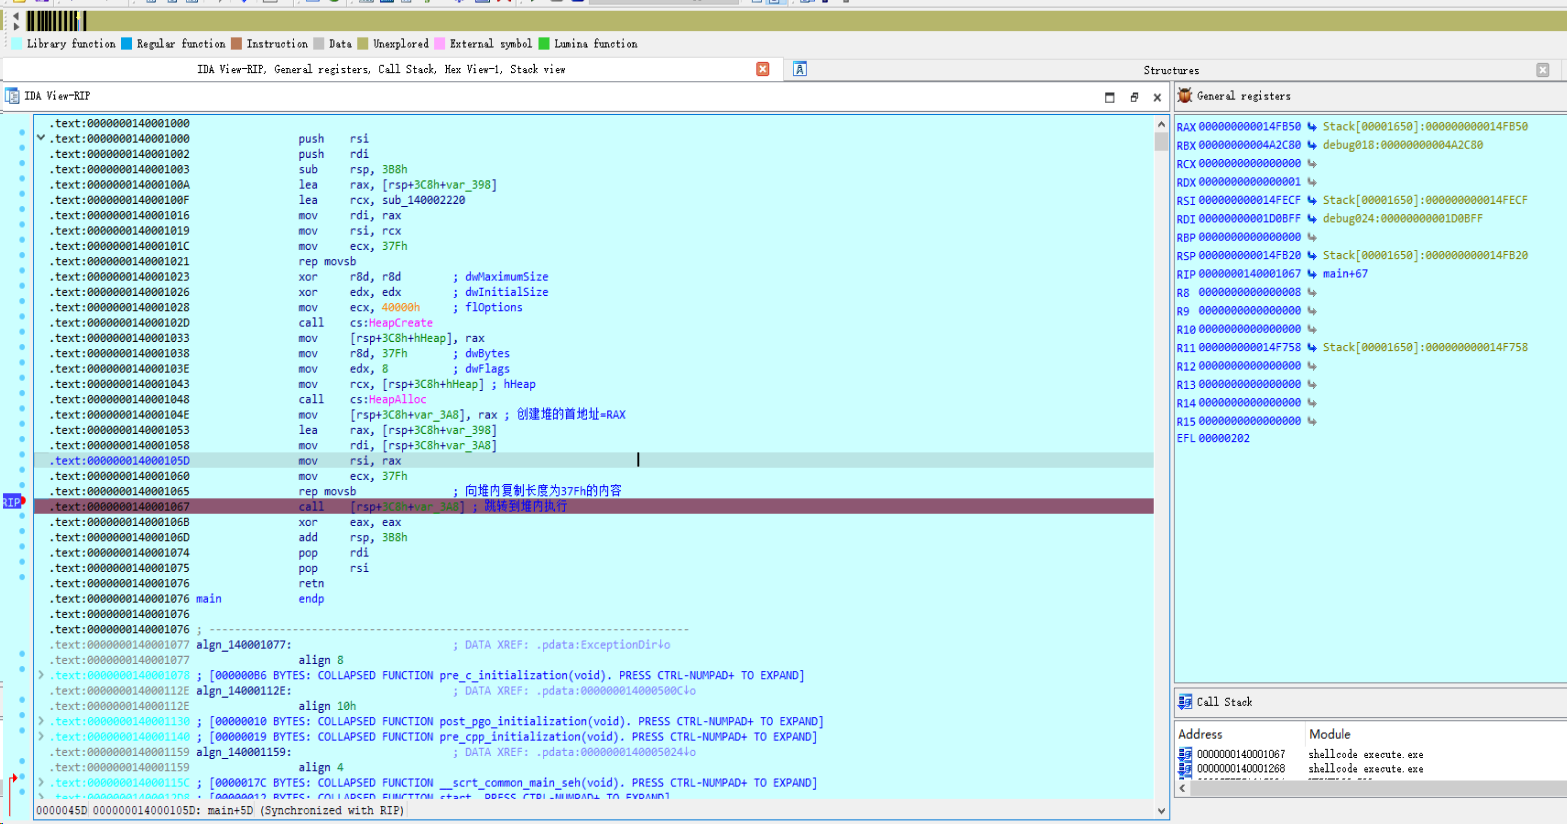 Library function Regular function Instruction Data Unexplored External symbol Lumina function
IDA View-RIP, General registers, Call Stack, Hex View-1, Stack view
Structures
IDA View-RIP
.text:0000000140001000
.text:0000000140001000 push rsi
.text:0000000140001002 push rdi
.text:0000000140001003 sub rsp, 3B8h
.text:000000014000100A lea rax, [rsp+3C8h+var_398]
.text:000000014000100F lea rcx, sub_140002220
.text:0000000140001016 mov rdi, rax
.text:0000000140001019 mov rsi, rcx
.text:000000014000101C mov ecx, 37Fh
.text:0000000140001021 rep movsb
.text:0000000140001023 xor r8d, r8d ; dwMaximumSize
.text:0000000140001026 xor edx, edx ; dwInitialSize
.text:0000000140001028 mov ecx, 40000h ; flOptions
.text:000000014000102D call cs:HeapCreate
.text:0000000140001033 mov [rsp+3C8h+hHeap], rax
.text:0000000140001038 mov r8d, 37Fh ; dwBytes
.text:000000014000103E mov edx, 8 ; dwFlags
.text:0000000140001043 mov rcx, [rsp+3C8h+hHeap] ; hHeap
.text:0000000140001048 call cs:HeapAlloc
.text:000000014000104E mov [rsp+3C8h+var_3A8], rax ; 创建堆的首地址=RAX
.text:0000000140001053 lea rax, [rsp+3C8h+var_398]
.text:0000000140001058 mov rdi, [rsp+3C8h+var_3A8]
.text:000000014000105D mov rsi, rax
.text:0000000140001060 mov ecx, 37Fh
.text:0000000140001065 rep movsb ; 向堆内复制长度为37Fh的内容
RIP .text:0000000140001067 call [rsp+3C8h+var_3A8] ; 跳转到堆内执行
.text:000000014000106B xor eax, eax
.text:000000014000106D add rsp, 3B8h
.text:0000000140001074 pop rdi
.text:0000000140001075 pop rsi
.text:0000000140001076 retn
.text:0000000140001076 main endp
.text:0000000140001076
.text:0000000140001076 ; ---------------------------------------------------------------------------
.text:0000000140001077 algn_140001077: ; DATA XREF: .pdata:ExceptionDir↓o
.text:0000000140001077 align 8
.text:0000000140001078 ; [000000B6 BYTES: COLLAPSED FUNCTION pre_c_initialization(void). PRESS CTRL-NUMPAD+ TO EXPAND]
.text:000000014000112E algn_14000112E: ; DATA XREF: .pdata:000000014000500C↓o
.text:000000014000112E align 10h
.text:0000000140001130 ; [00000010 BYTES: COLLAPSED FUNCTION post_pgo_initialization(void). PRESS CTRL-NUMPAD+ TO EXPAND]
.text:0000000140001140 ; [00000019 BYTES: COLLAPSED FUNCTION pre_cpp_initialization(void). PRESS CTRL-NUMPAD+ TO EXPAND]
.text:0000000140001159 algn_140001159: ; DATA XREF: .pdata:0000000140005024↓o
.text:0000000140001159 align 4
.text:000000014000115C ; [0000017C BYTES: COLLAPSED FUNCTION __scrt_common_main_seh(void). PRESS CTRL-NUMPAD+ TO EXPAND]
.text:00000001400012D8 ; [00000012 BYTES: COLLAPSED FUNCTION start. PRESS CTRL-NUMPAD+ TO EXPAND]
0000045D 000000014000105D: main+5D (Synchronized with RIP)
General registers
RAX 000000000014FB50 Stack[00001650]:000000000014FB50
RBX 00000000004A2C80 debug018:00000000004A2C80
RCX 0000000000000000
RDX 0000000000000001
RSI 000000000014FECF Stack[00001650]:000000000014FECF
RDI 00000000001D0BFF debug024:00000000001D0BFF
RBP 0000000000000000
RSP 000000000014FB20 Stack[00001650]:000000000014FB20
RIP 0000000140001067 main+67
R8 0000000000000008
R9 0000000000000000
R10 0000000000000000
R11 000000000014F758 Stack[00001650]:000000000014F758
R12 0000000000000000
R13 0000000000000000
R14 0000000000000000
R15 0000000000000000
EFL 00000202
Call Stack
Address Module
0000000140001067 shellcode execute.exe
0000000140001268 shellcode execute.exe